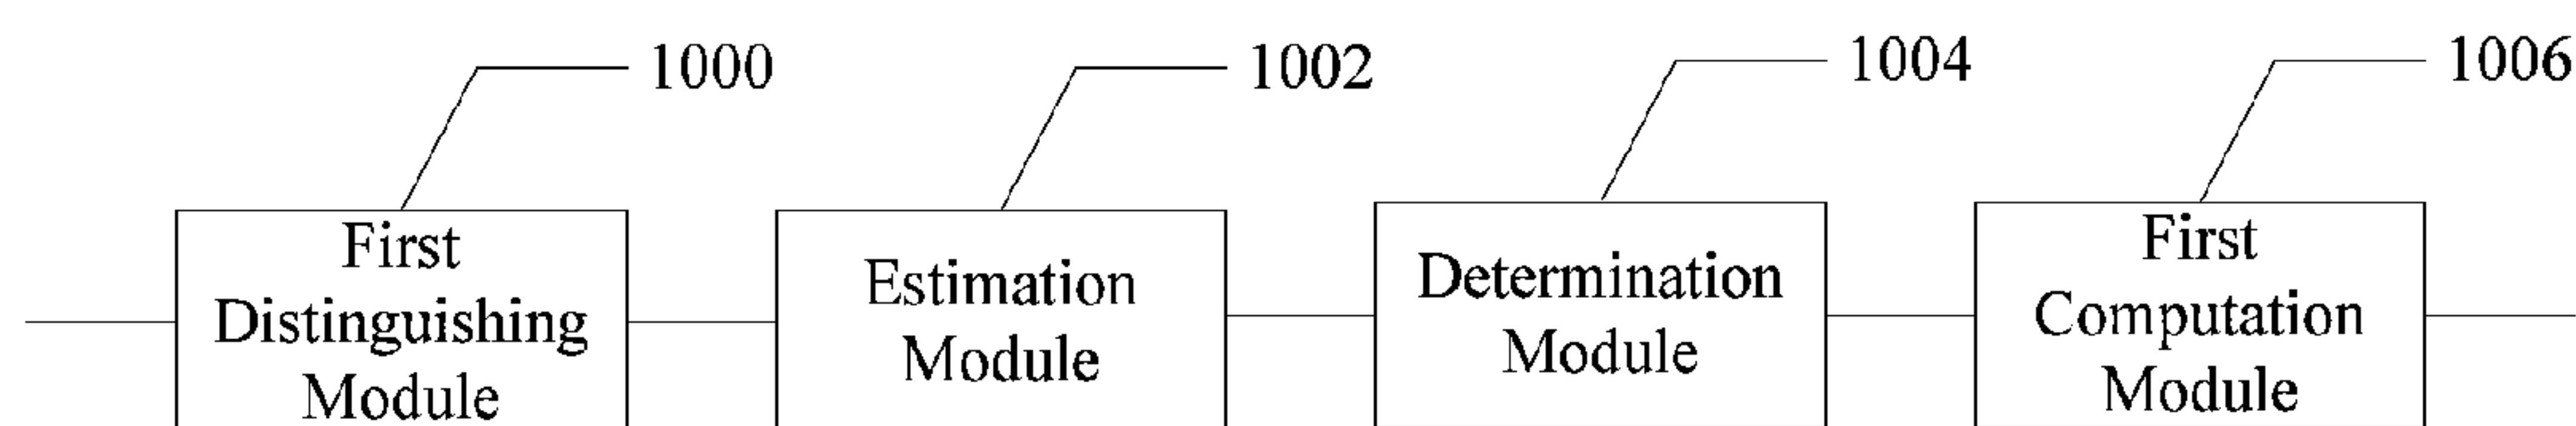 1000
1002
1004
1006
First
Distinguishing
Module
Estimation
Module
Determination
Module
First
Computation
Module